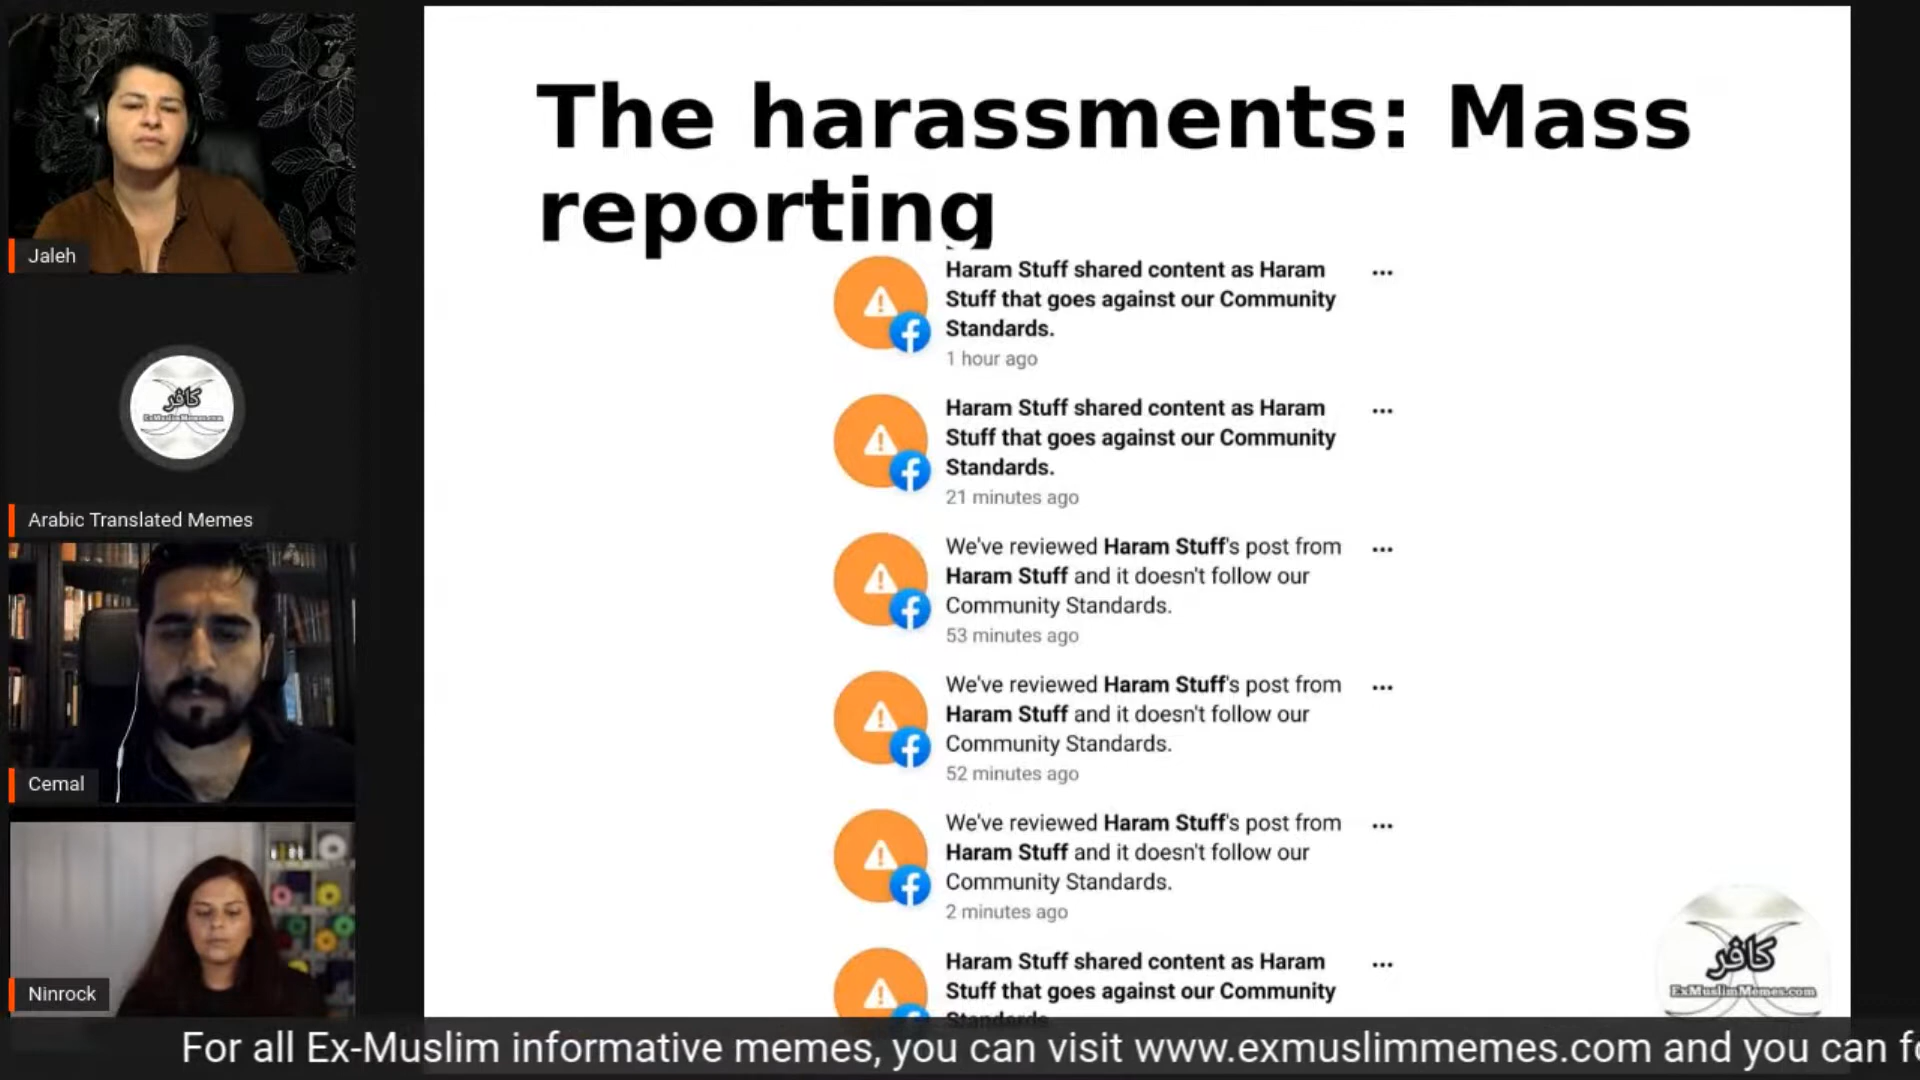 Jaleh
كافر
ExMuslimMemes.com
Arabic Translated Memes
Cemal
Ninrock
The harassments: Mass
reporting
Haram Stuff shared content as Haram
Stuff that goes against our Community
Standards.
1 hour ago
Haram Stuff shared content as Haram
Stuff that goes against our Community
Standards.
21 minutes ago
We've reviewed Haram Stuff's post from
Haram Stuff and it doesn't follow our
Community Standards.
53 minutes ago
We've reviewed Haram Stuff's post from
Haram Stuff and it doesn't follow our
Community Standards.
52 minutes ago
We've reviewed Haram Stuff's post from
Haram Stuff and it doesn't follow our
Community Standards.
2 minutes ago
Haram Stuff shared content as Haram
Stuff that goes against our Community
Standards
كافر
ExMuslimMemes.com
For all Ex-Muslim informative memes, you can visit www.exmuslimmemes.com and you can